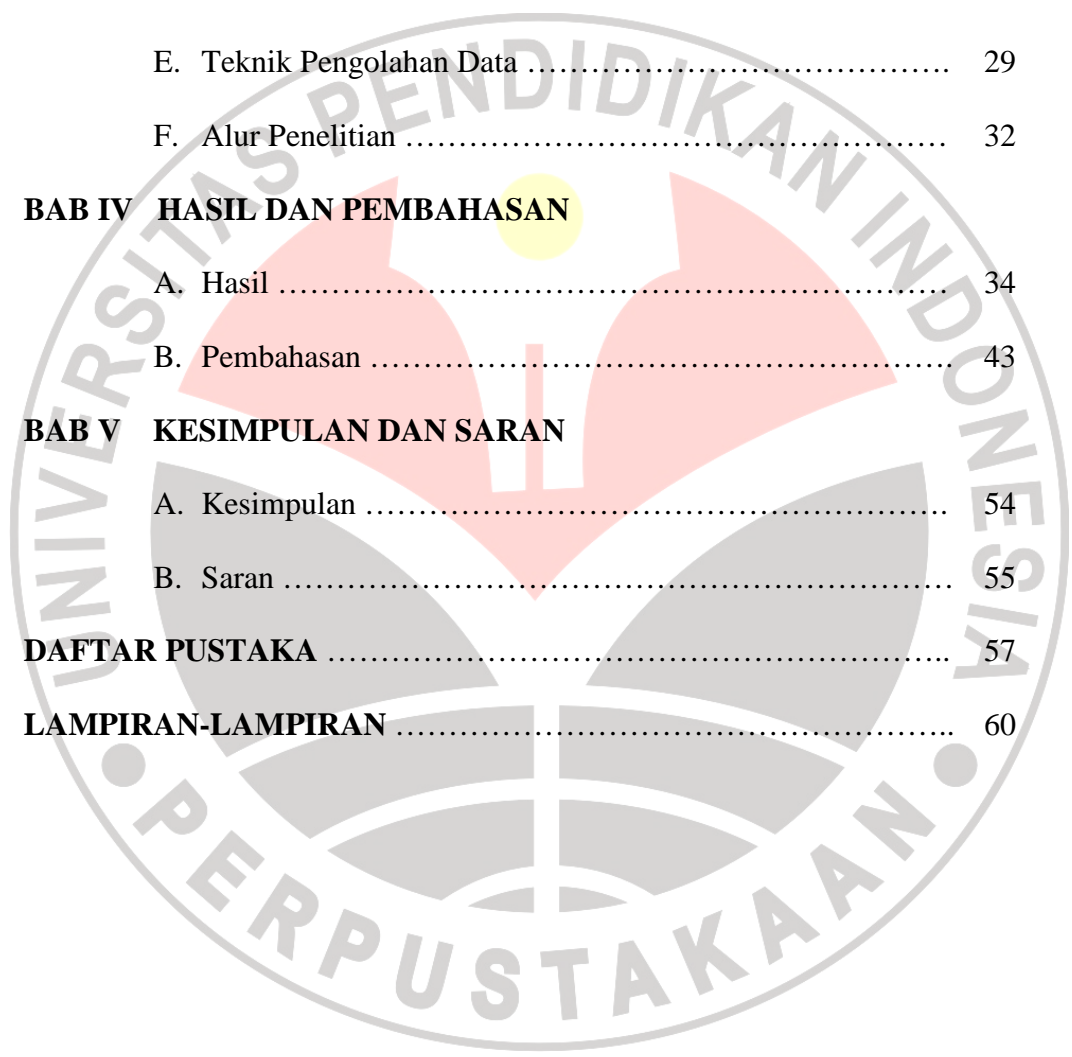 E. Teknik Pengolahan Data …………………………………. 29
F. Alur Penelitian …………………………………………… 32
BAB IV HASIL DAN PEMBAHASAN
A. Hasil ……………………………………………………… 34
B. Pembahasan ………………………………………………. 43
BAB V KESIMPULAN DAN SARAN
A. Kesimpulan ………………………………………………. 54
B. Saran ……………………………………………………… 55
DAFTAR PUSTAKA ………………………………………………….. 57
LAMPIRAN-LAMPIRAN …………………………………………….. 60
UNIVERSITAS PENDIDIKAN INDONESIA
PERPUSTAKAAN